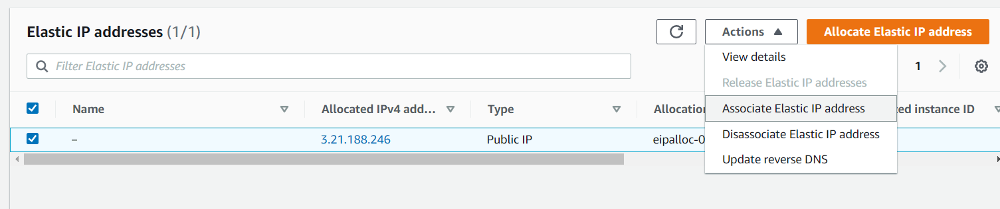 Elastic IP addresses (1/1)
Actions
Allocate Elastic IP address
Filter Elastic IP addresses
1
View details
Release Elastic IP addresses
Associate Elastic IP address
Disassociate Elastic IP address
Update reverse DNS
Name
Allocated IPv4 add...
Type
Allocation
ed instance ID
–
3.21.188.246
Public IP
eipalloc-0